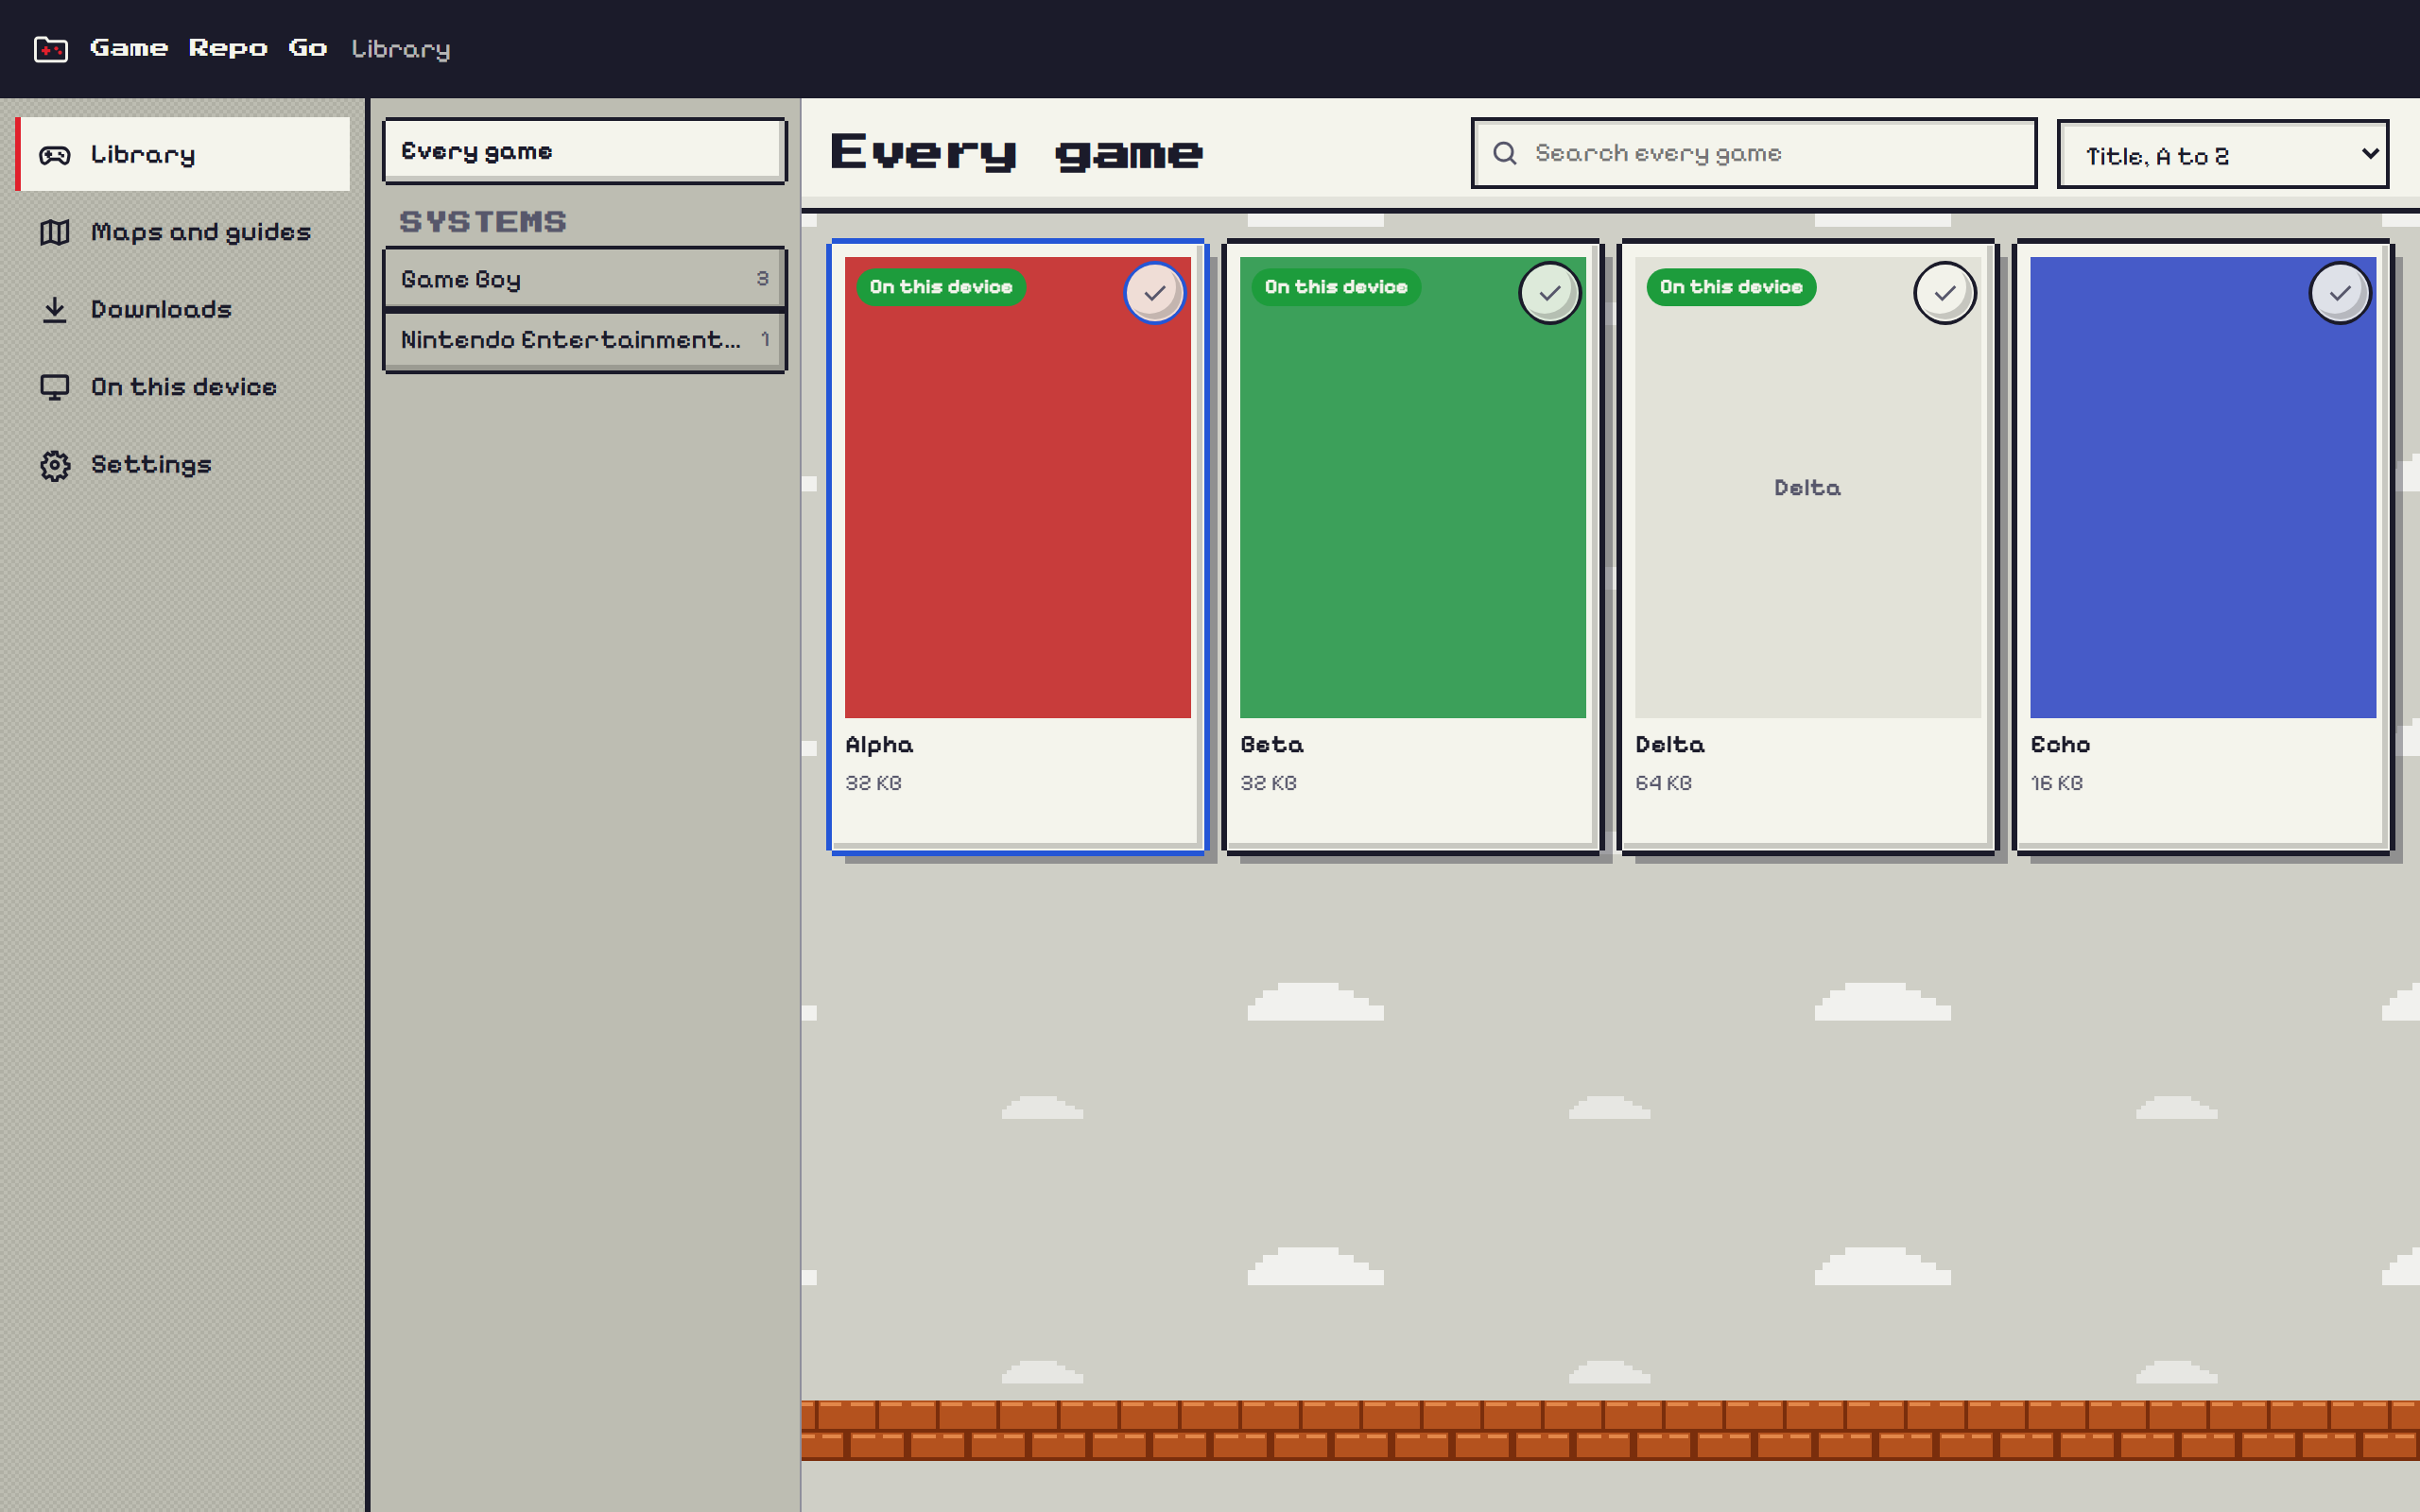 Game Repo Go Library
Library
Maps and guides
Downloads
On this device
Settings
Every game
SYSTEMS
Game Boy 3
Nintendo Entertainment... 1
Every game
Search every game
Title, A to Z
On this device
On this device
On this device
Delta
Alpha
32 KB
Beta
32 KB
Delta
64 KB
Echo
16 KB